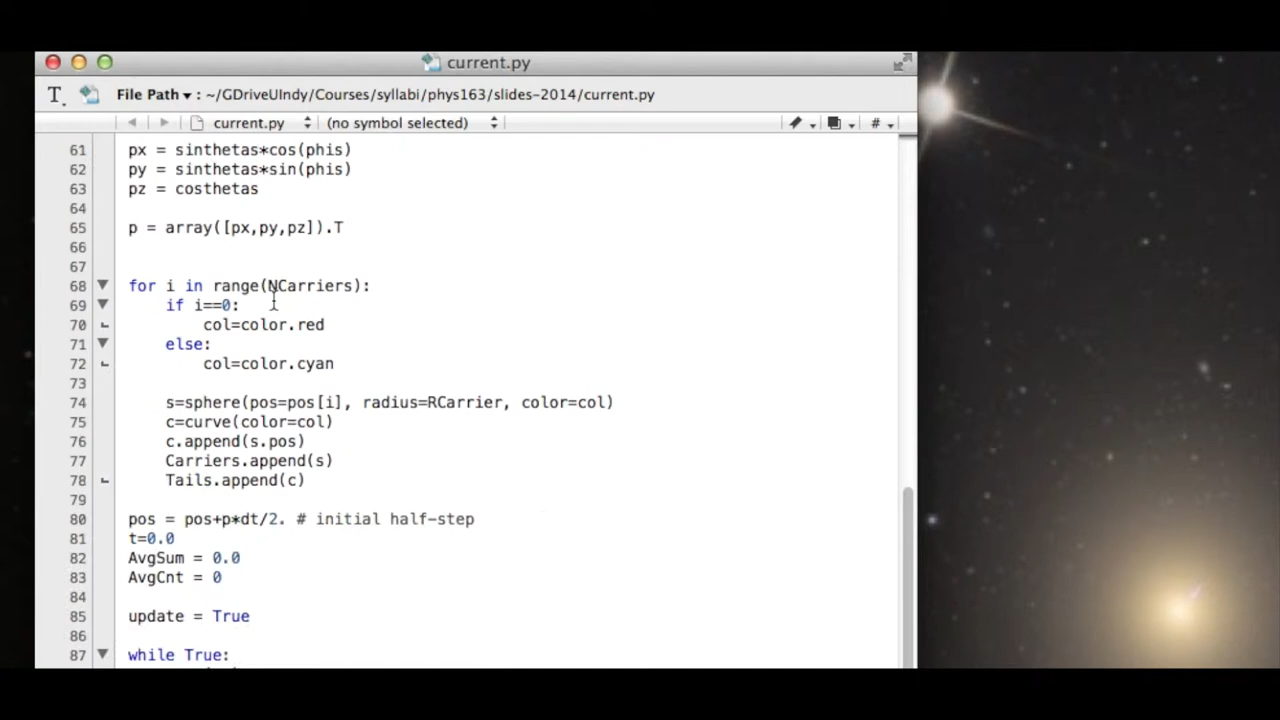 current.py
T. File Path ▾ : ~/GDriveUIndy/Courses/syllabi/phys163/slides-2014/current.py
current.py (no symbol selected) #
61 px = sinthetas*cos(phis)
62 py = sinthetas*sin(phis)
63 pz = costhetas
64
65 p = array([px,py,pz]).T
66
67
68 for i in range(NCarriers):
69     if i==0:
70         col=color.red
71     else:
72         col=color.cyan
73
74     s=sphere(pos=pos[i], radius=RCarrier, color=col)
75     c=curve(color=col)
76     c.append(s.pos)
77     Carriers.append(s)
78     Tails.append(c)
79
80 pos = pos+p*dt/2. # initial half-step
81 t=0.0
82 AvgSum = 0.0
83 AvgCnt = 0
84
85 update = True
86
87 while True: